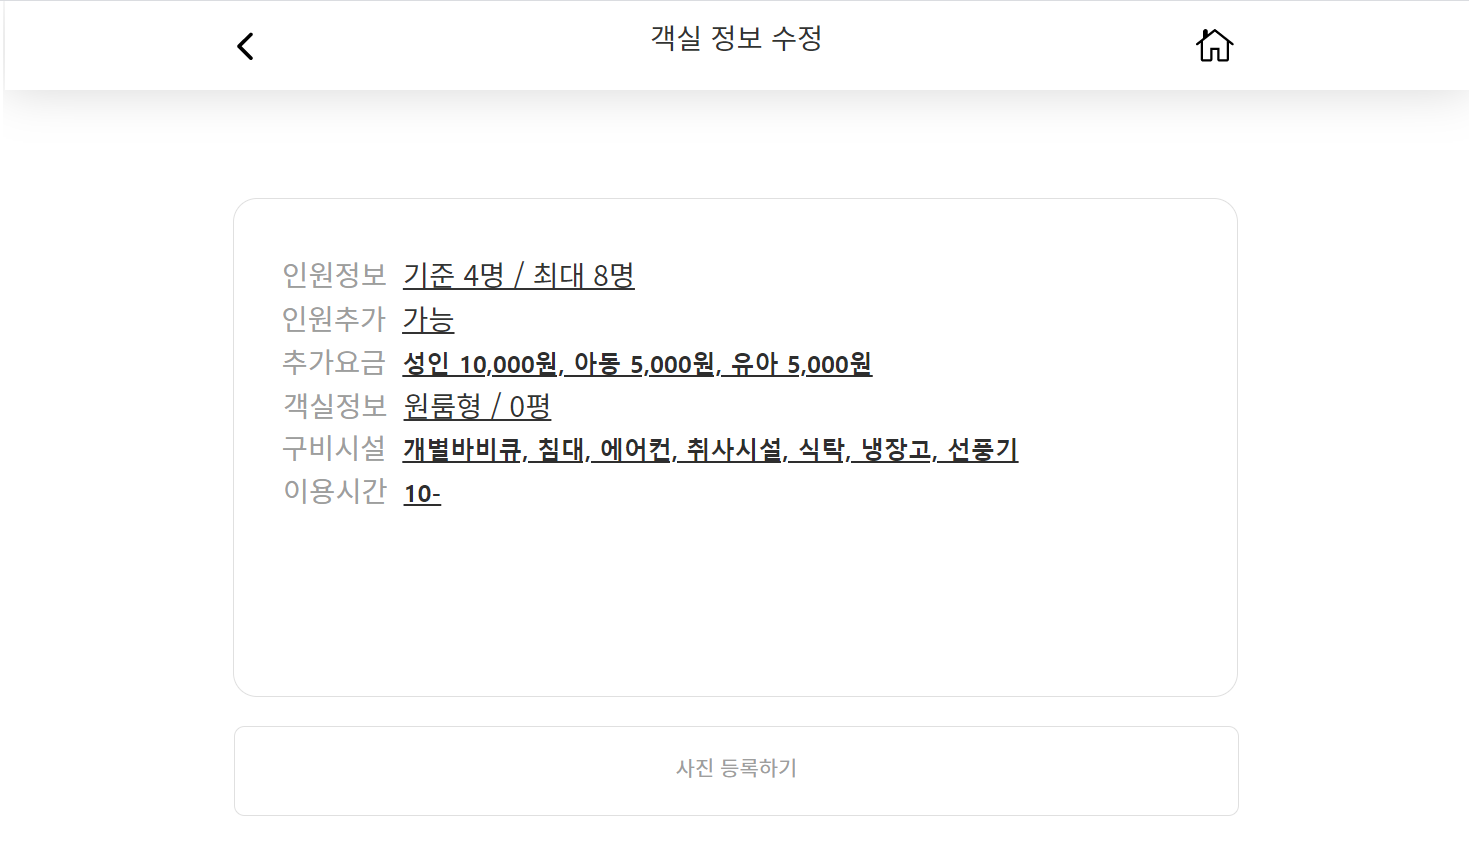 객실 정보 수정
인원정보 기준 4명 / 최대 8명
인원추가 가능
추가요금 성인 10,000원, 아동 5,000원, 유아 5,000원
객실정보 원룸형 / 0평
구비시설 개별바비큐, 침대, 에어컨, 취사시설, 식탁, 냉장고, 선풍기
이용시간 10-
사진 등록하기